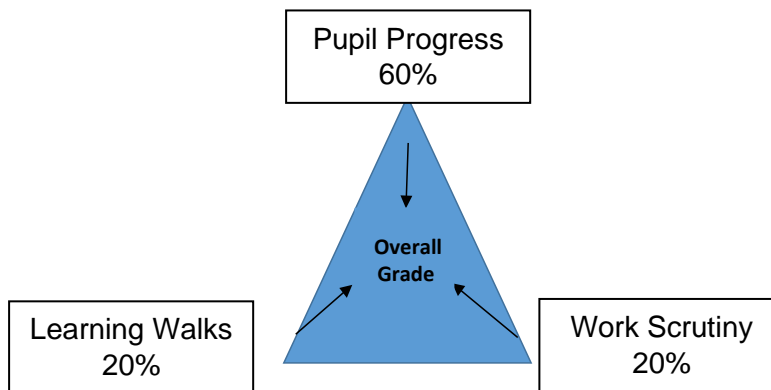 Pupil Progress
60%
Overall
Grade
Learning Walks
20%
Work Scrutiny
20%